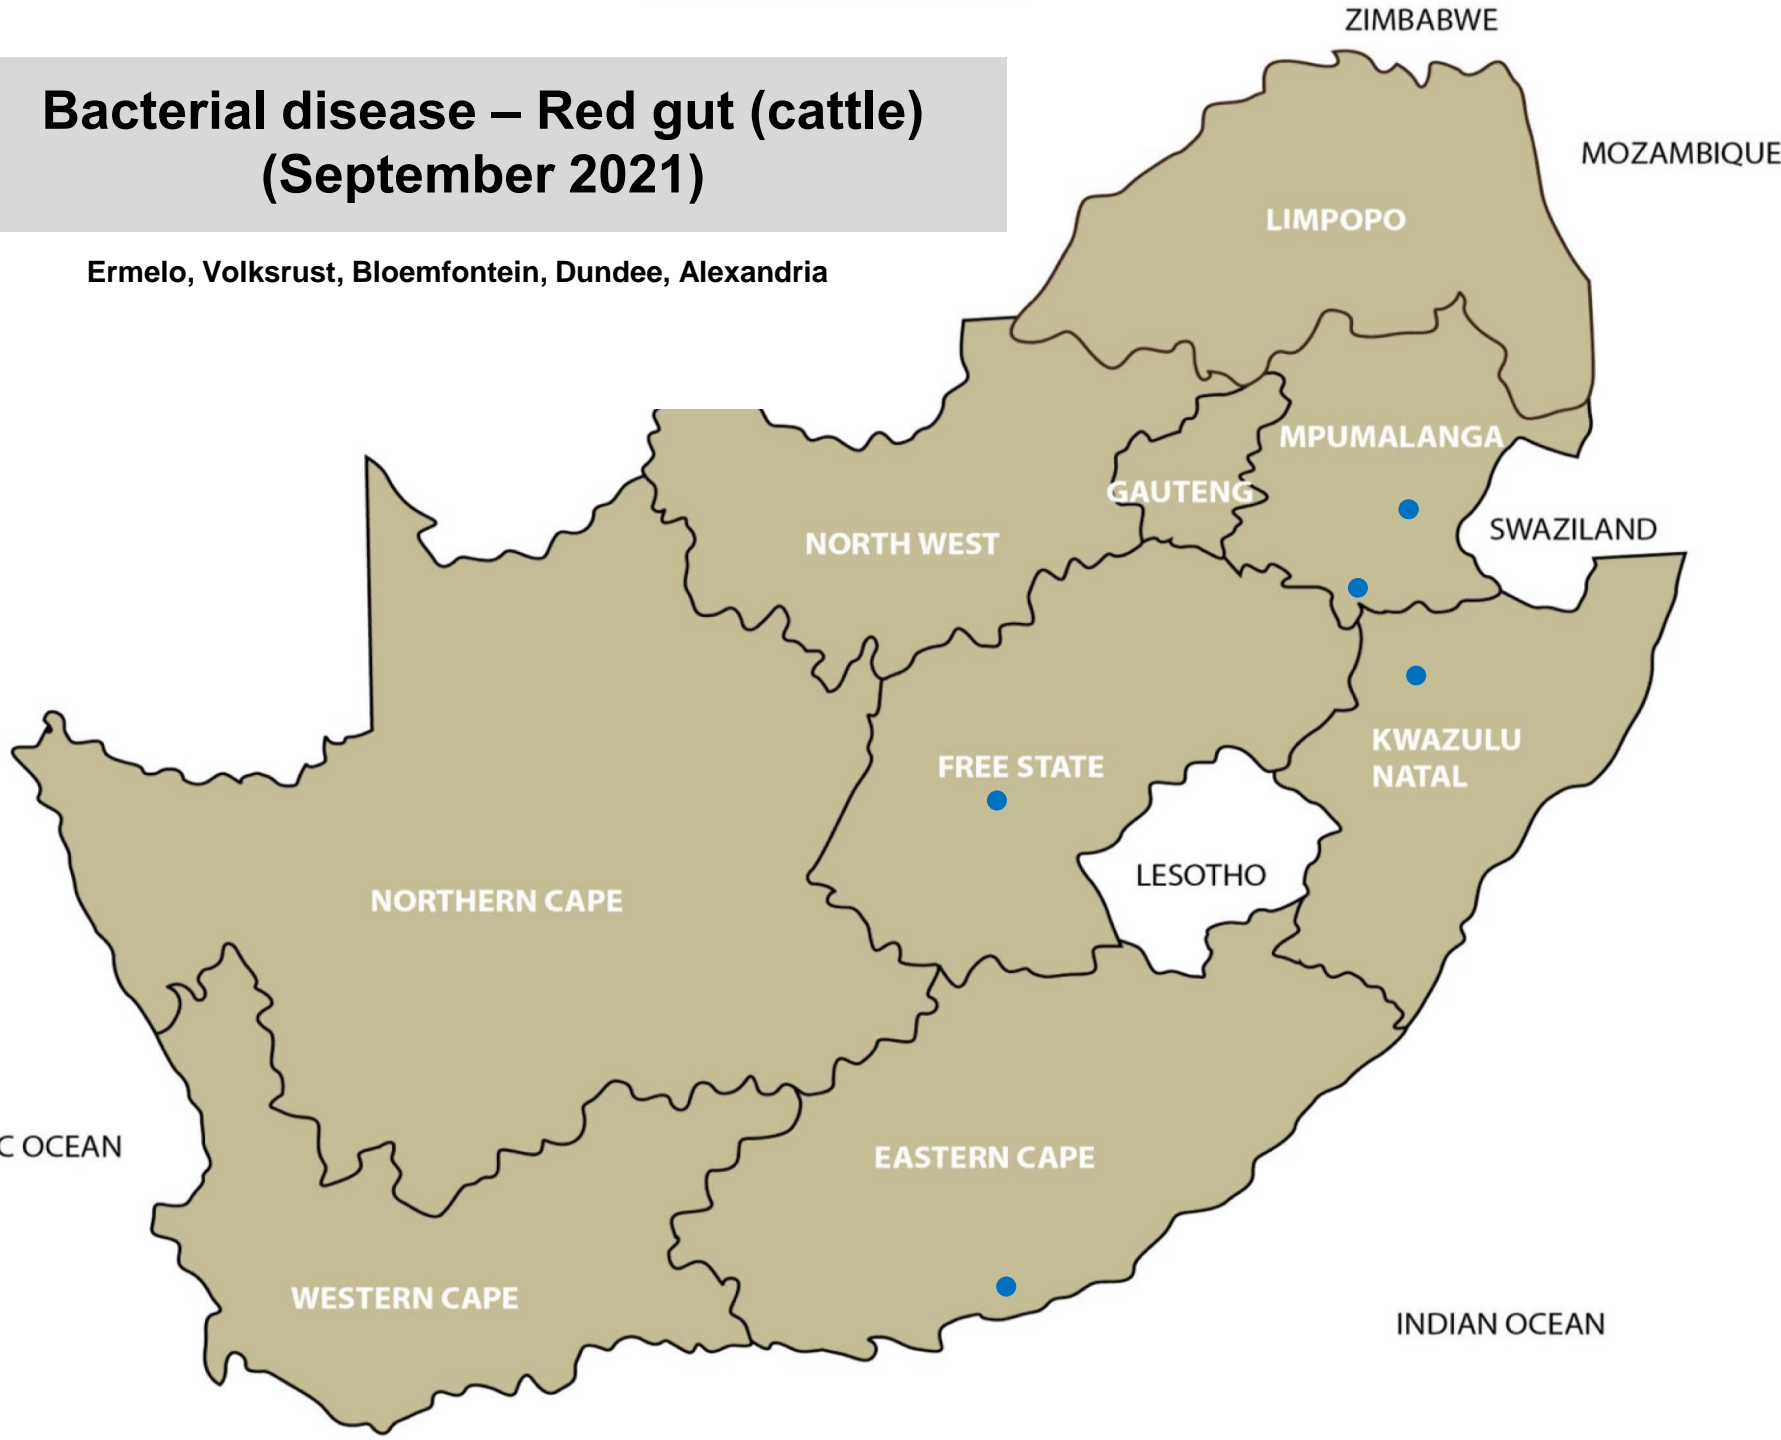 ZIMBABWE
Bacterial disease – Red gut (cattle)
(September 2021)
MOZAMBIQUE
LIMPOPO
Ermelo, Volksrust, Bloemfontein, Dundee, Alexandria
MPUMALANGA
GAUTENG
SWAZILAND
NORTH WEST
KWAZULU
NATAL
FREE STATE
LESOTHO
NORTHERN CAPE
C OCEAN
EASTERN CAPE
WESTERN CAPE
INDIAN OCEAN